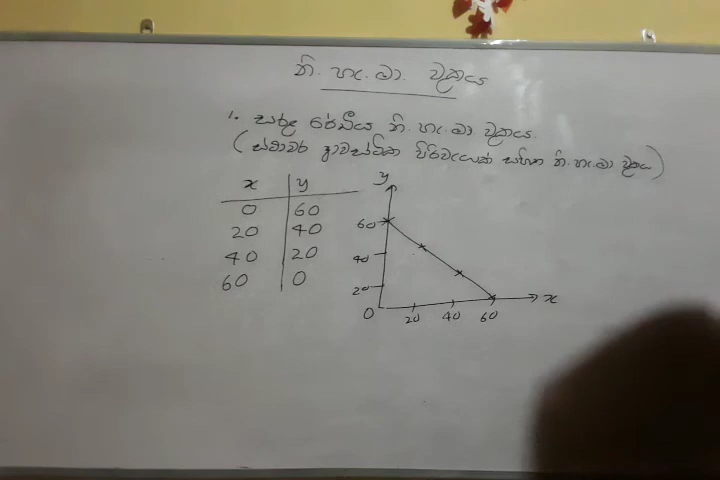 නි. හැ. මා. වක්‍රය
1. සරල රේඛීය නි. හැ. මා වක්‍රය.
(ස්ථාවර ආවස්ථික පිරිවැයක් සහිත නි. හැ. මා වක්‍රය)
x y
0 60
20 40
40 20
60 0
y
60
40
20
0 20 40 60 x